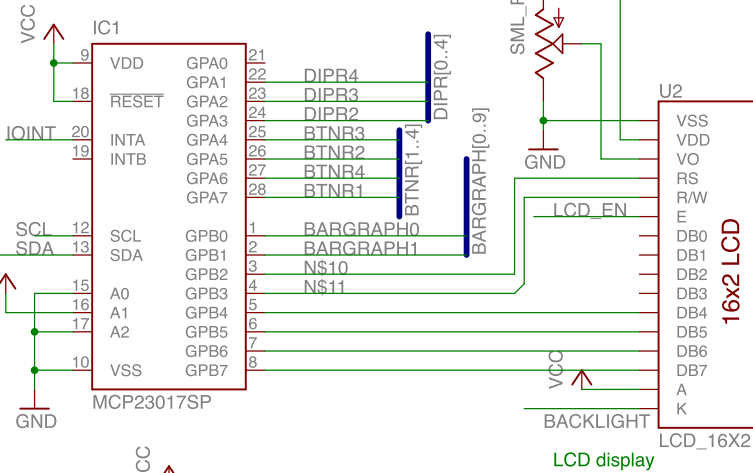 VCC
IC1
9 VDD
18 RESET
IOINT 20 INTA
19 INTB
SCL 12 SCL
SDA 13 SDA
15 A0
16 A1
17 A2
10 VSS
GND
MCP23017SP
GPA0 21
GPA1 22 DIPR4
GPA2 23 DIPR3
GPA3 24 DIPR2
GPA4 25 BTNR3
GPA5 26 BTNR2
GPA6 27 BTNR4
GPA7 28 BTNR1
GPB0 1 BARGRAPH0
GPB1 2 BARGRAPH1
GPB2 3 N$10
GPB3 4 N$11
GPB4 5
GPB5 6
GPB6 7
GPB7 8
DIPR[0..4]
BTNR[1..4]
BARGRAPH[0..9]
GND
U2
VSS
VDD
VO
RS
R/W
LCD_EN E
DB0
DB1
DB2
DB3
DB4
DB5
DB6
DB7
VCC A
BACKLIGHT K
16x2 LCD
LCD_16X2
LCD display
CC